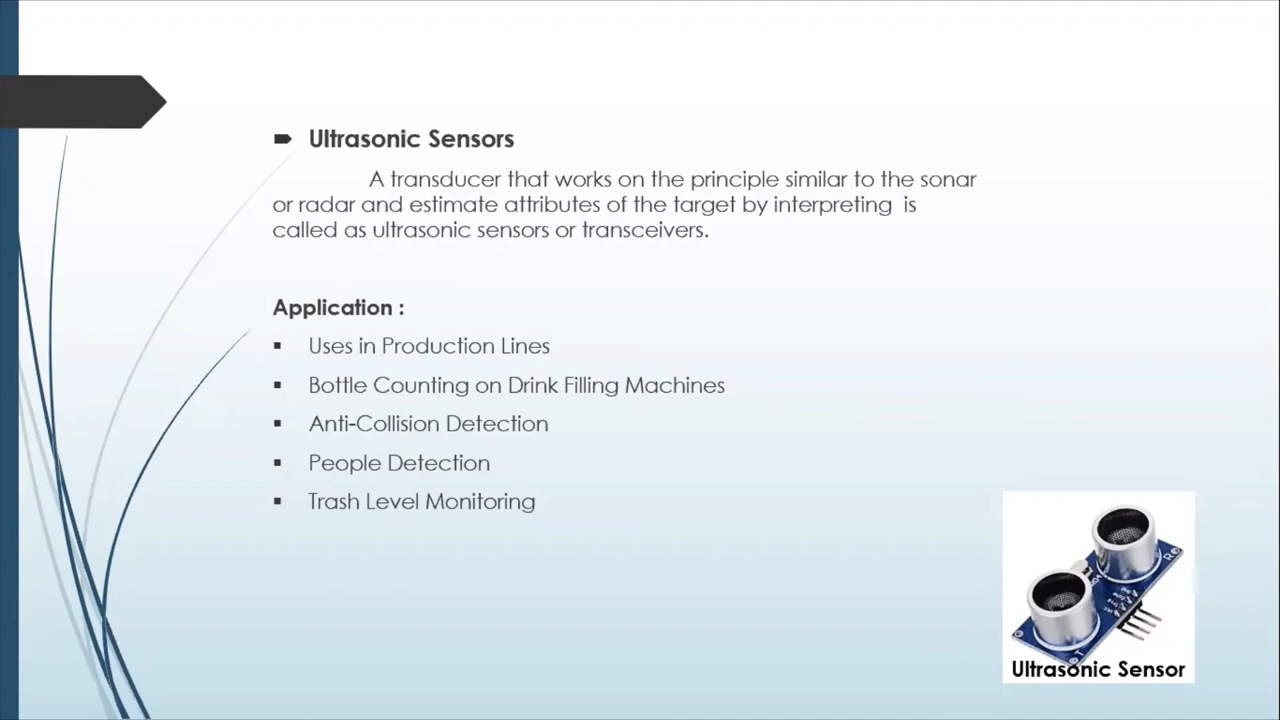 Ultrasonic Sensors
A transducer that works on the principle similar to the sonar
or radar and estimate attributes of the target by interpreting is
called as ultrasonic sensors or transceivers.
Application :
Uses in Production Lines
Bottle Counting on Drink Filling Machines
Anti-Collision Detection
People Detection
Trash Level Monitoring
Ultrasonic Sensor